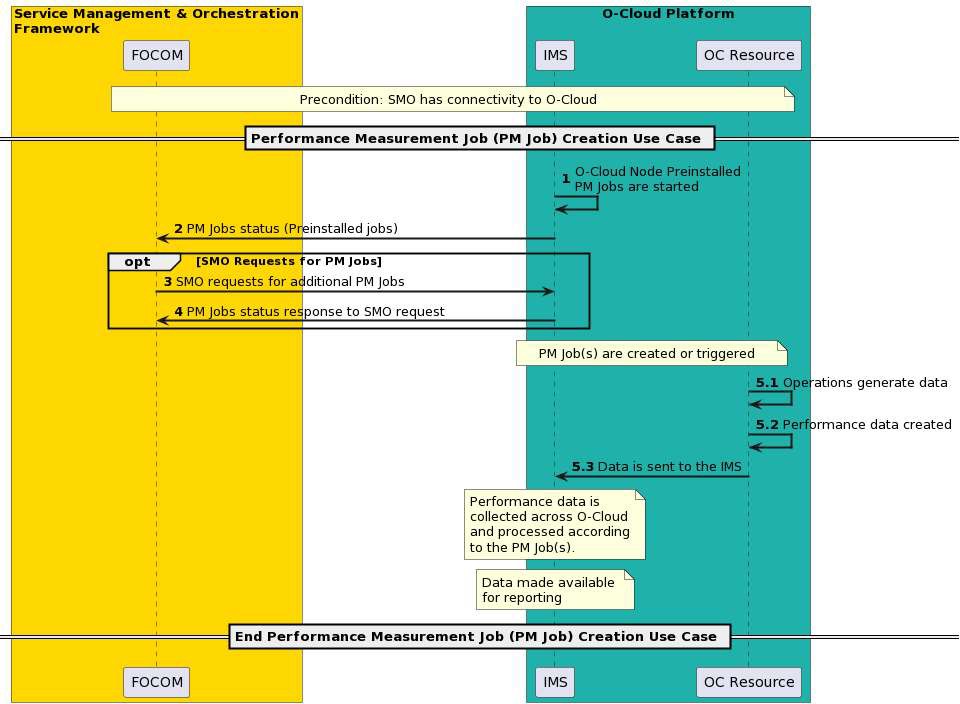 Service Management & Orchestration
Framework
O-Cloud Platform
FOCOM
IMS
OC Resource
Precondition: SMO has connectivity to O-Cloud
Performance Measurement Job (PM Job) Creation Use Case
1 O-Cloud Node Preinstalled
PM Jobs are started
2 PM Jobs status (Preinstalled jobs)
opt [SMO Requests for PM Jobs]
3 SMO requests for additional PM Jobs
4 PM Jobs status response to SMO request
PM Job(s) are created or triggered
5.1 Operations generate data
5.2 Performance data created
5.3 Data is sent to the IMS
Performance data is
collected across O-Cloud
and processed according
to the PM Job(s).
Data made available
for reporting
End Performance Measurement Job (PM Job) Creation Use Case
FOCOM
IMS
OC Resource